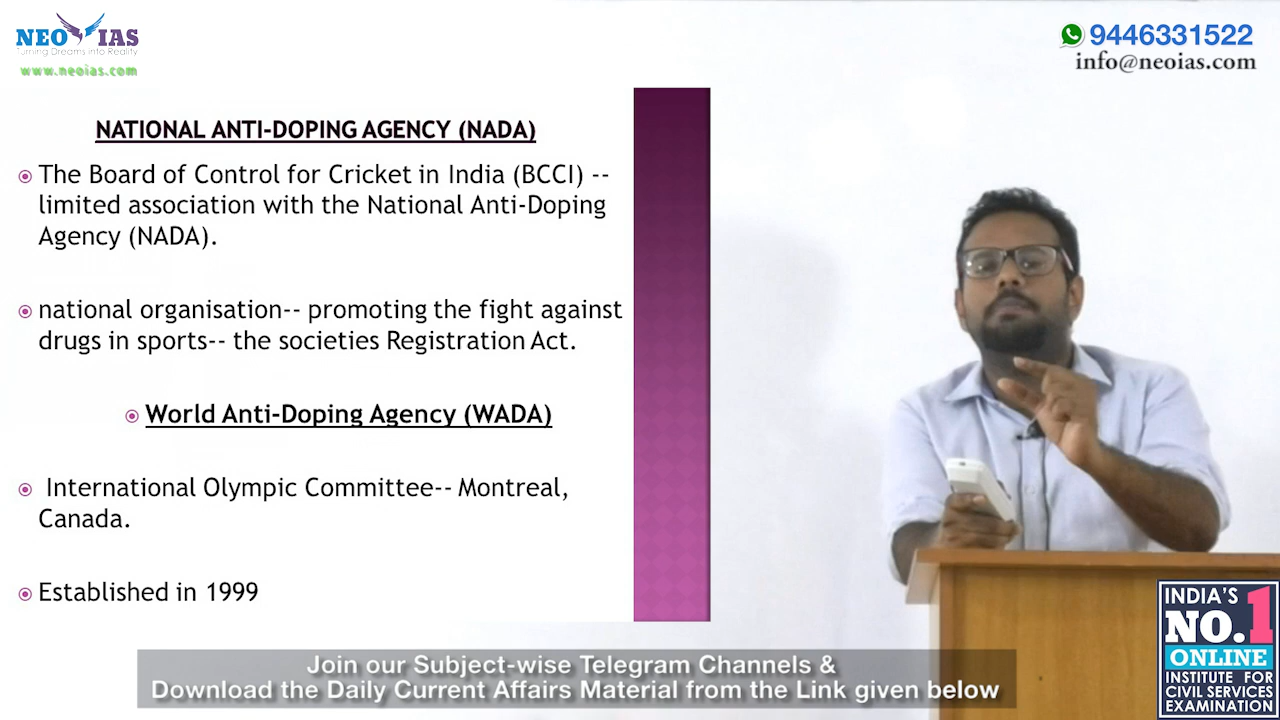 NEO IAS
Turning Dreams into Reality
www.neoias.com
9446331522
info@neoias.com
NATIONAL ANTI-DOPING AGENCY (NADA)
The Board of Control for Cricket in India (BCCI) --
limited association with the National Anti-Doping
Agency (NADA).
national organisation-- promoting the fight against
drugs in sports-- the societies Registration Act.
World Anti-Doping Agency (WADA)
International Olympic Committee-- Montreal,
Canada.
Established in 1999
INDIA'S
NO.1
ONLINE
INSTITUTE FOR
CIVIL SERVICES
EXAMINATION
Join our Subject-wise Telegram Channels &
Download the Daily Current Affairs Material from the Link given below